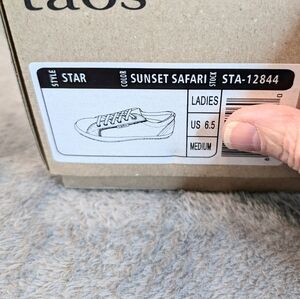 taos
STYLE STAR COLOR SUNSET SAFARI STOCK STA-12844
LADIES
US 6.5
MEDIUM